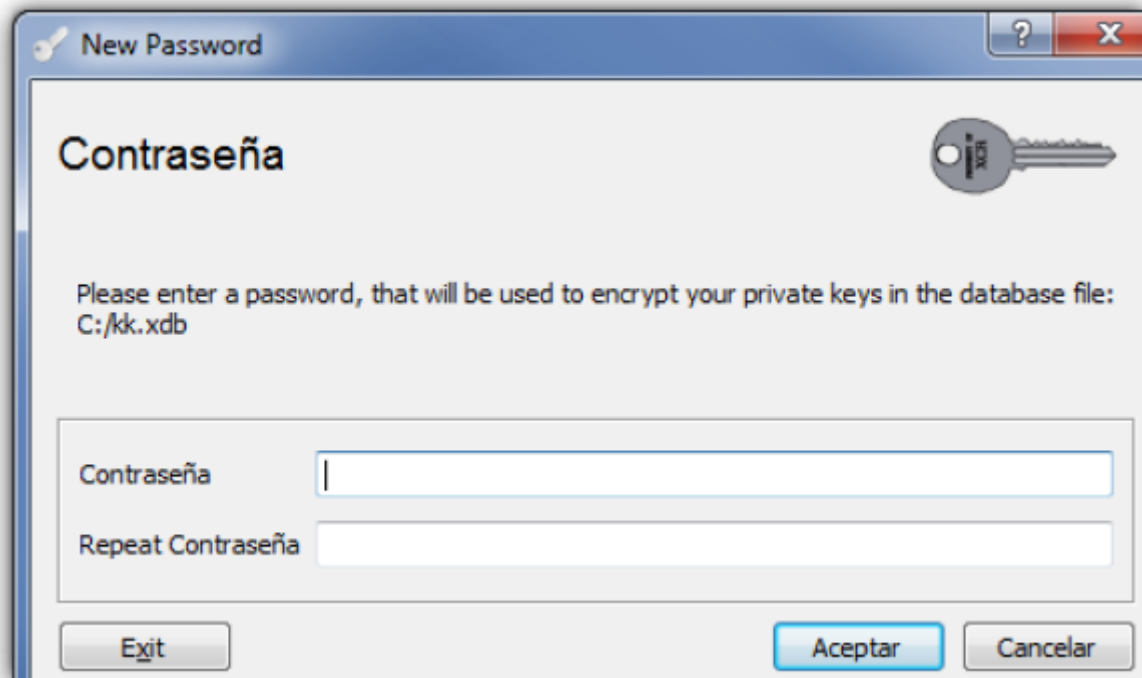 New Password
Contraseña
XCA
Please enter a password, that will be used to encrypt your private keys in the database file:
C:/kk.xdb
Contraseña
Repeat Contraseña
Exit
Aceptar
Cancelar